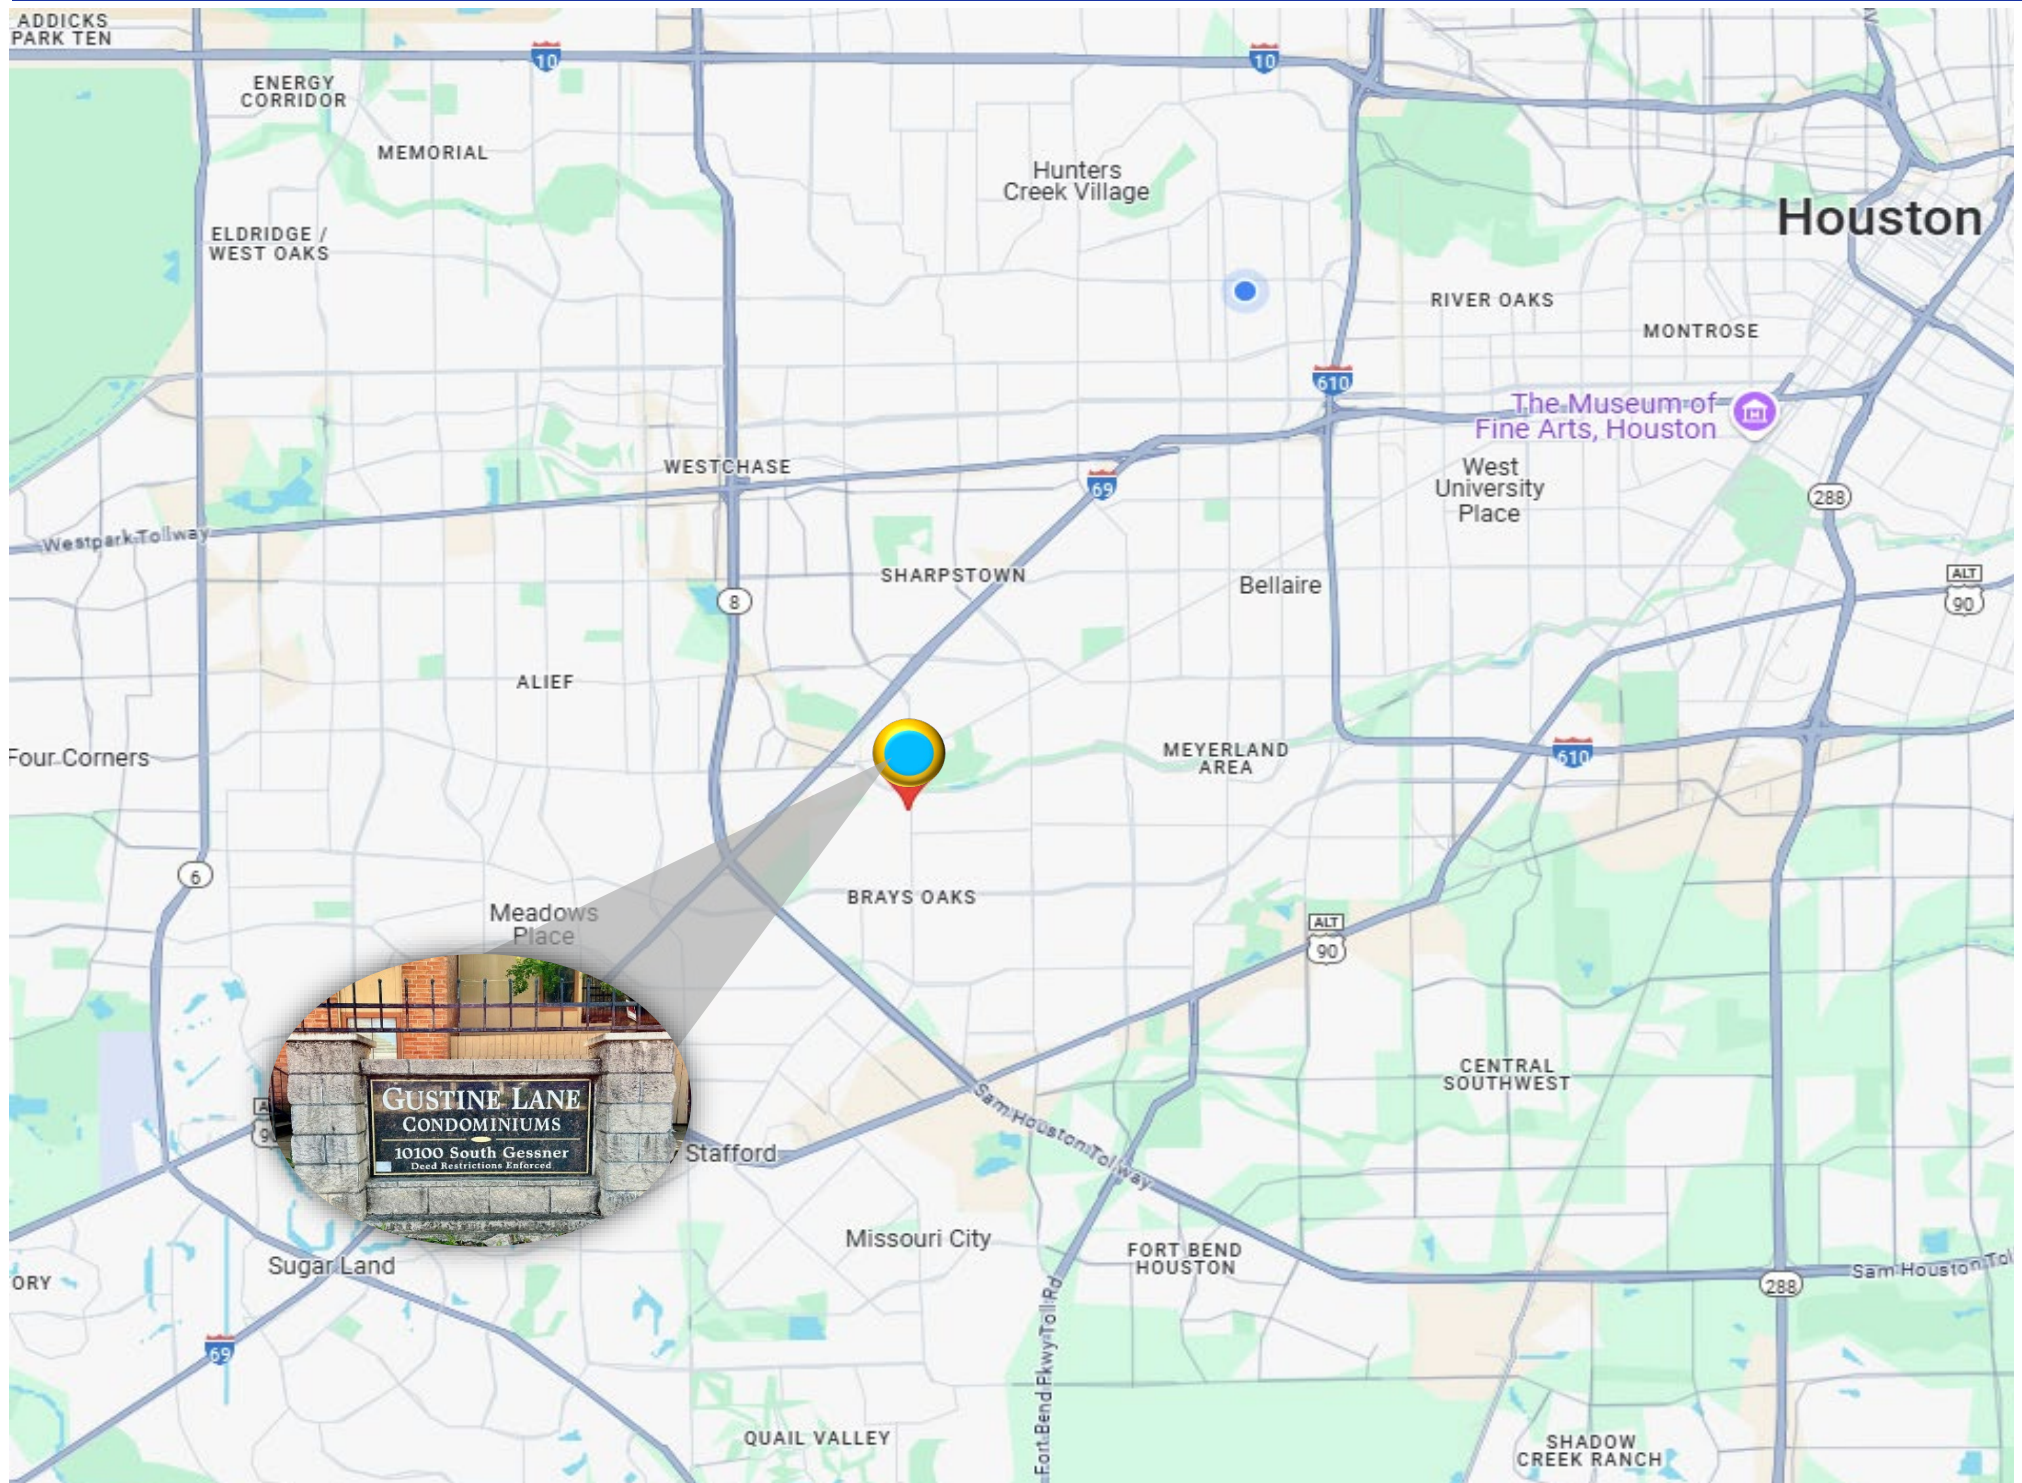 ADDICKS
PARK TEN
10
10
ENERGY
CORRIDOR
MEMORIAL
Hunters
Creek Village
Houston
ELDRIDGE /
WEST OAKS
RIVER OAKS
MONTROSE
610
The Museum of
Fine Arts, Houston
WESTCHASE
69
West
University
Place
288
Westpark Tollway
SHARPSTOWN
Bellaire
ALT
90
8
ALIEF
Four Corners
MEYERLAND
AREA
610
6
BRAYS OAKS
Meadows
Place
ALT
90
CENTRAL
SOUTHWEST
GUSTINE LANE
CONDOMINIUMS
10100 South Gessner
Deed Restrictions Enforced
Sam Houston Tollway
Stafford
Missouri City
FORT BEND
HOUSTON
Sugar Land
ORY
288
Sam Houston Tol
69
Fort Bend Pkwy Toll Rd
QUAIL VALLEY
SHADOW
CREEK RANCH